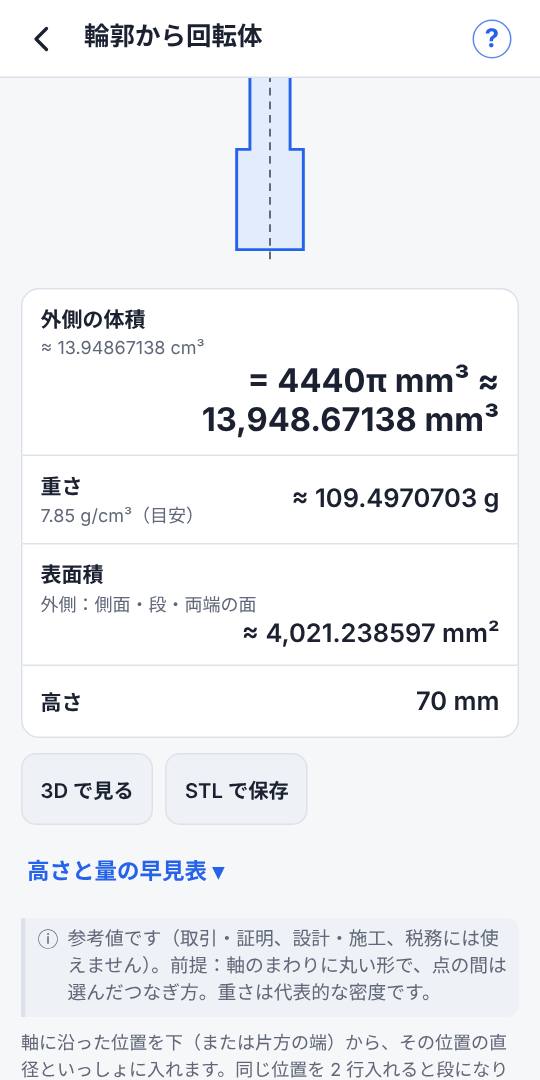 輪郭から回転体
?
外側の体積
≈ 13.94867138 cm³
= 4440π mm³ ≈
13,948.67138 mm³
重さ
7.85 g/cm³（目安）
≈ 109.4970703 g
表面積
外側：側面・段・両端の面
≈ 4,021.238597 mm²
高さ
70 mm
3D で見る
STL で保存
高さと量の早見表 ▾
ⓘ 参考値です（取引・証明、設計・施工、税務には使
えません）。前提：軸のまわりに丸い形で、点の間は
選んだつなぎ方。重さは代表的な密度です。
軸に沿った位置を下（または片方の端）から、その位置の直
径といっしょに入れます。同じ位置を 2 行入れると段になり